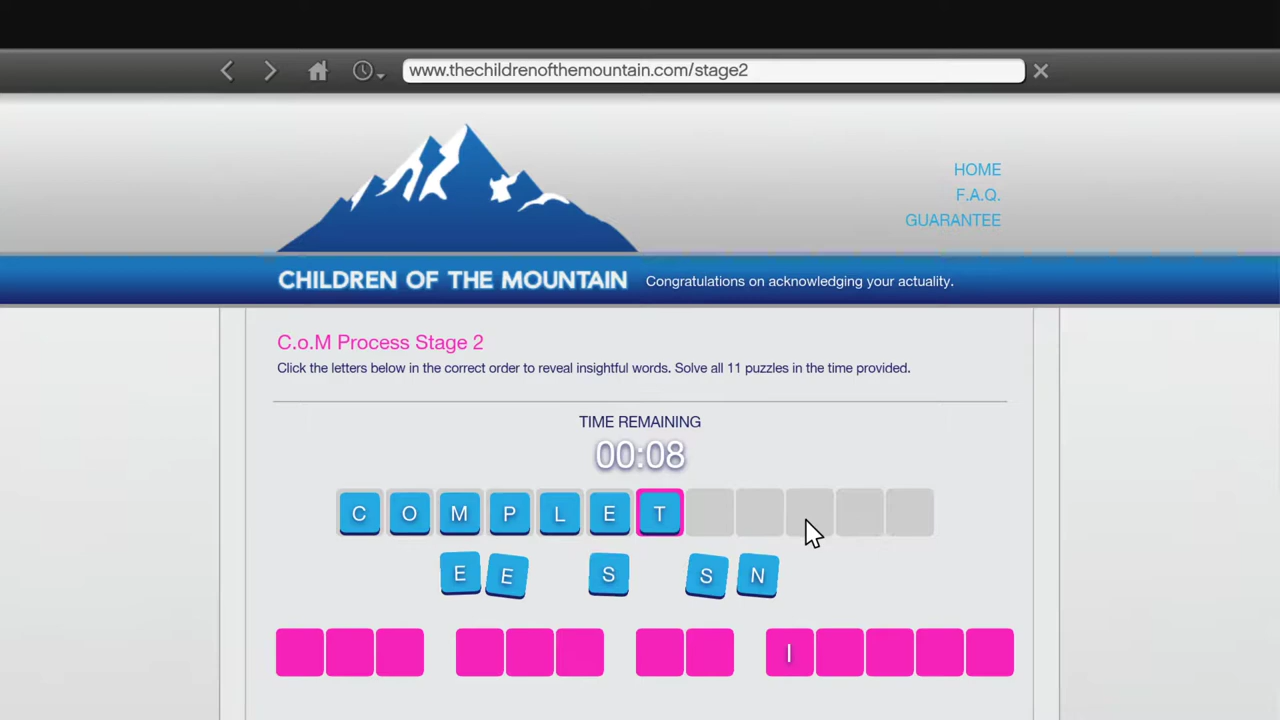 www.thechildrenofthemountain.com/stage2
HOME
F.A.Q.
GUARANTEE
CHILDREN OF THE MOUNTAIN Congratulations on acknowledging your actuality.
C.o.M Process Stage 2
Click the letters below in the correct order to reveal insightful words. Solve all 11 puzzles in the time provided.
TIME REMAINING
00:08
C O M P L E T
E E S S N
I